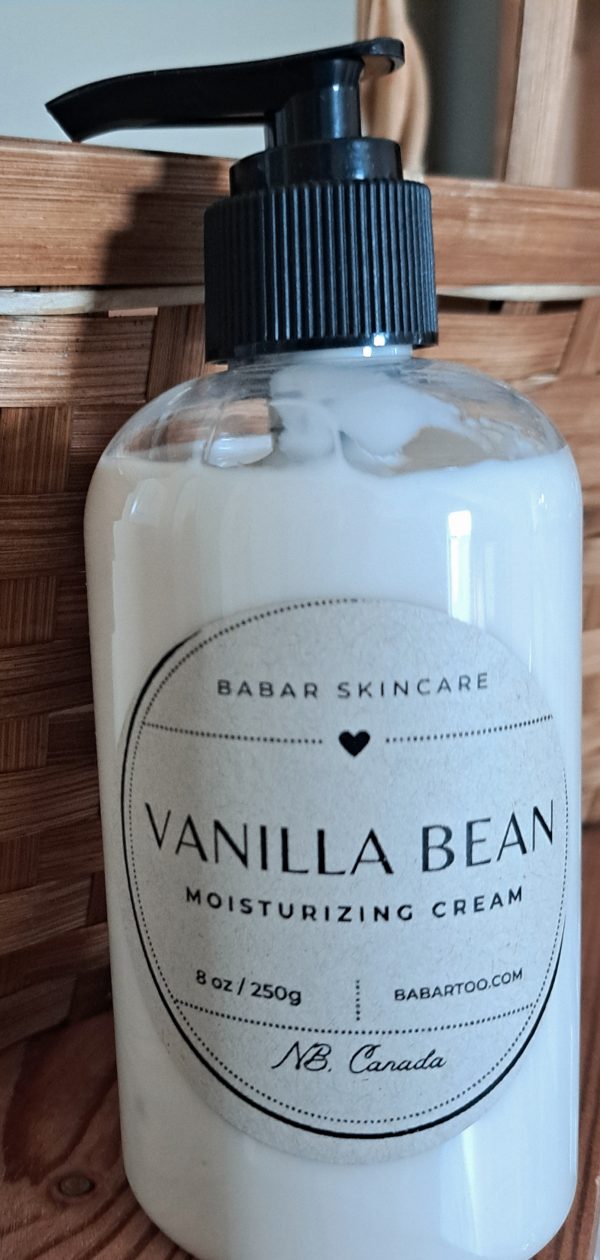 BABAR SKINCARE
VANILLA BEAN
MOISTURIZING CREAM
8 oz / 250g
BABARTOO.COM
NB. Canada